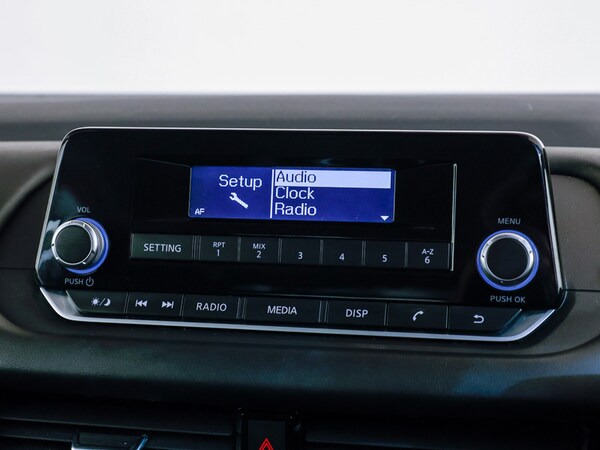 Setup
AF
Audio
Clock
Radio
VOL
PUSH
MENU
PUSH OK
SETTING
RPT 1
MIX 2
3
4
5
A-Z 6
RADIO
MEDIA
DISP